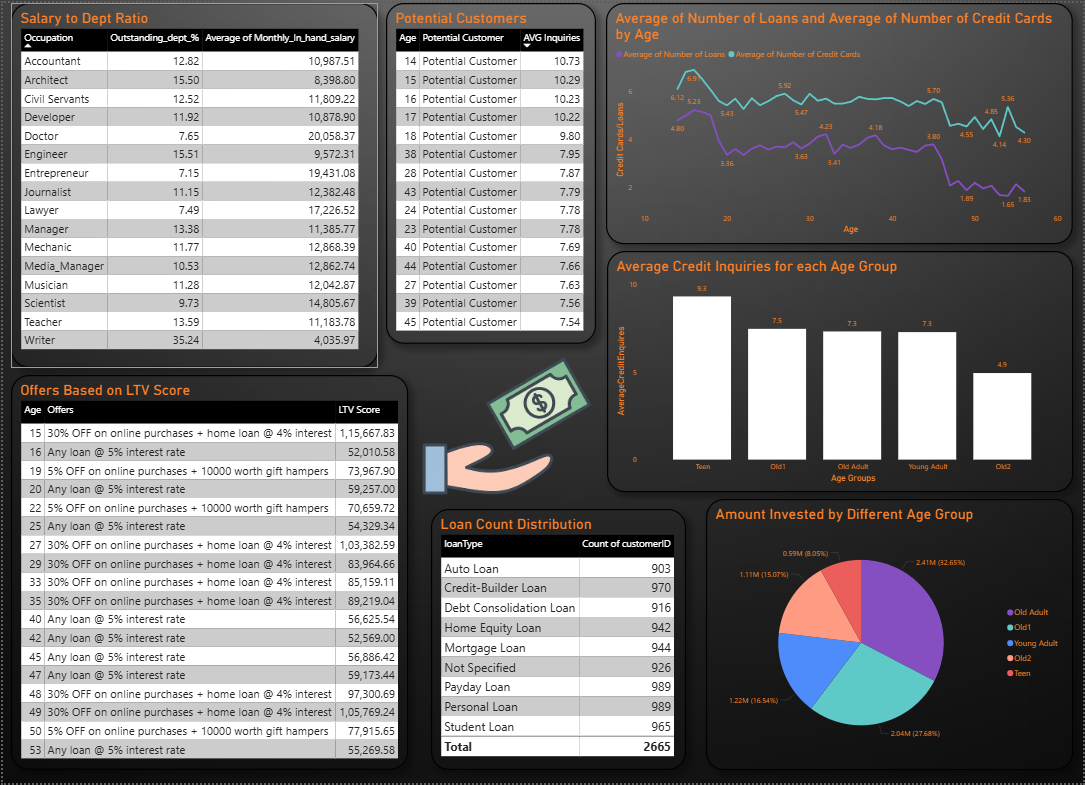 Salary to Dept Ratio
Occupation Outstanding_dept_% Average of Monthly_In_hand_salary
Accountant 12.82 10,987.51
Architect 15.50 8,398.80
Civil Servants 12.52 11,809.22
Developer 11.92 10,878.90
Doctor 7.65 20,058.37
Engineer 15.51 9,572.31
Entrepreneur 7.15 19,431.08
Journalist 11.15 12,382.48
Lawyer 7.49 17,226.52
Manager 13.38 11,385.77
Mechanic 11.77 12,868.39
Media_Manager 10.53 12,862.74
Musician 11.28 12,042.87
Scientist 9.73 14,805.67
Teacher 13.59 11,183.78
Writer 35.24 4,035.97
Potential Customers
Age Potential Customer AVG Inquiries
14 Potential Customer 10.73
15 Potential Customer 10.29
16 Potential Customer 10.23
17 Potential Customer 10.22
18 Potential Customer 9.80
38 Potential Customer 7.95
28 Potential Customer 7.87
43 Potential Customer 7.79
24 Potential Customer 7.78
23 Potential Customer 7.78
40 Potential Customer 7.69
44 Potential Customer 7.66
27 Potential Customer 7.63
39 Potential Customer 7.56
45 Potential Customer 7.54
Average of Number of Loans and Average of Number of Credit Cards
by Age
Average of Number of Loans Average of Number of Credit Cards
Credit Cards/Loans
6
4
2
6.12
6.91
5.43
5.92
5.47
5.70
4.55
4.85
4.14
5.36
4.30
4.80
5.23
3.36
3.63
4.23
3.41
4.18
3.80
1.89
1.65
1.83
10 20 30 40 50 60
Age
Average Credit Inquiries for each Age Group
AverageCreditEnquires
10
5
0
9.3
7.5
7.3
7.3
4.9
Teen Old1 Old Adult Young Adult Old2
Age Groups
Offers Based on LTV Score
Age Offers LTV Score
15 30% OFF on online purchases + home loan @ 4% interest 1,15,667.83
16 Any loan @ 5% interest rate 52,010.58
19 5% OFF on online purchases + 10000 worth gift hampers 73,967.90
20 Any loan @ 5% interest rate 59,257.00
22 5% OFF on online purchases + 10000 worth gift hampers 70,659.72
25 Any loan @ 5% interest rate 54,329.34
27 30% OFF on online purchases + home loan @ 4% interest 1,03,382.59
29 30% OFF on online purchases + home loan @ 4% interest 83,964.66
33 30% OFF on online purchases + home loan @ 4% interest 85,159.11
35 30% OFF on online purchases + home loan @ 4% interest 89,219.04
40 Any loan @ 5% interest rate 56,625.54
42 Any loan @ 5% interest rate 52,569.00
45 Any loan @ 5% interest rate 56,886.42
47 Any loan @ 5% interest rate 59,173.44
48 30% OFF on online purchases + home loan @ 4% interest 97,300.69
49 30% OFF on online purchases + home loan @ 4% interest 1,05,769.24
50 5% OFF on online purchases + 10000 worth gift hampers 77,915.65
53 Any loan @ 5% interest rate 55,269.58
$
Loan Count Distribution
loanType Count of customerID
Auto Loan 903
Credit-Builder Loan 970
Debt Consolidation Loan 916
Home Equity Loan 942
Mortgage Loan 944
Not Specified 926
Payday Loan 989
Personal Loan 989
Student Loan 965
Total 2665
Amount Invested by Different Age Group
0.59M (8.05%)
2.41M (32.65%)
1.11M (15.07%)
1.22M (16.54%)
2.04M (27.68%)
Old Adult
Old1
Young Adult
Old2
Teen